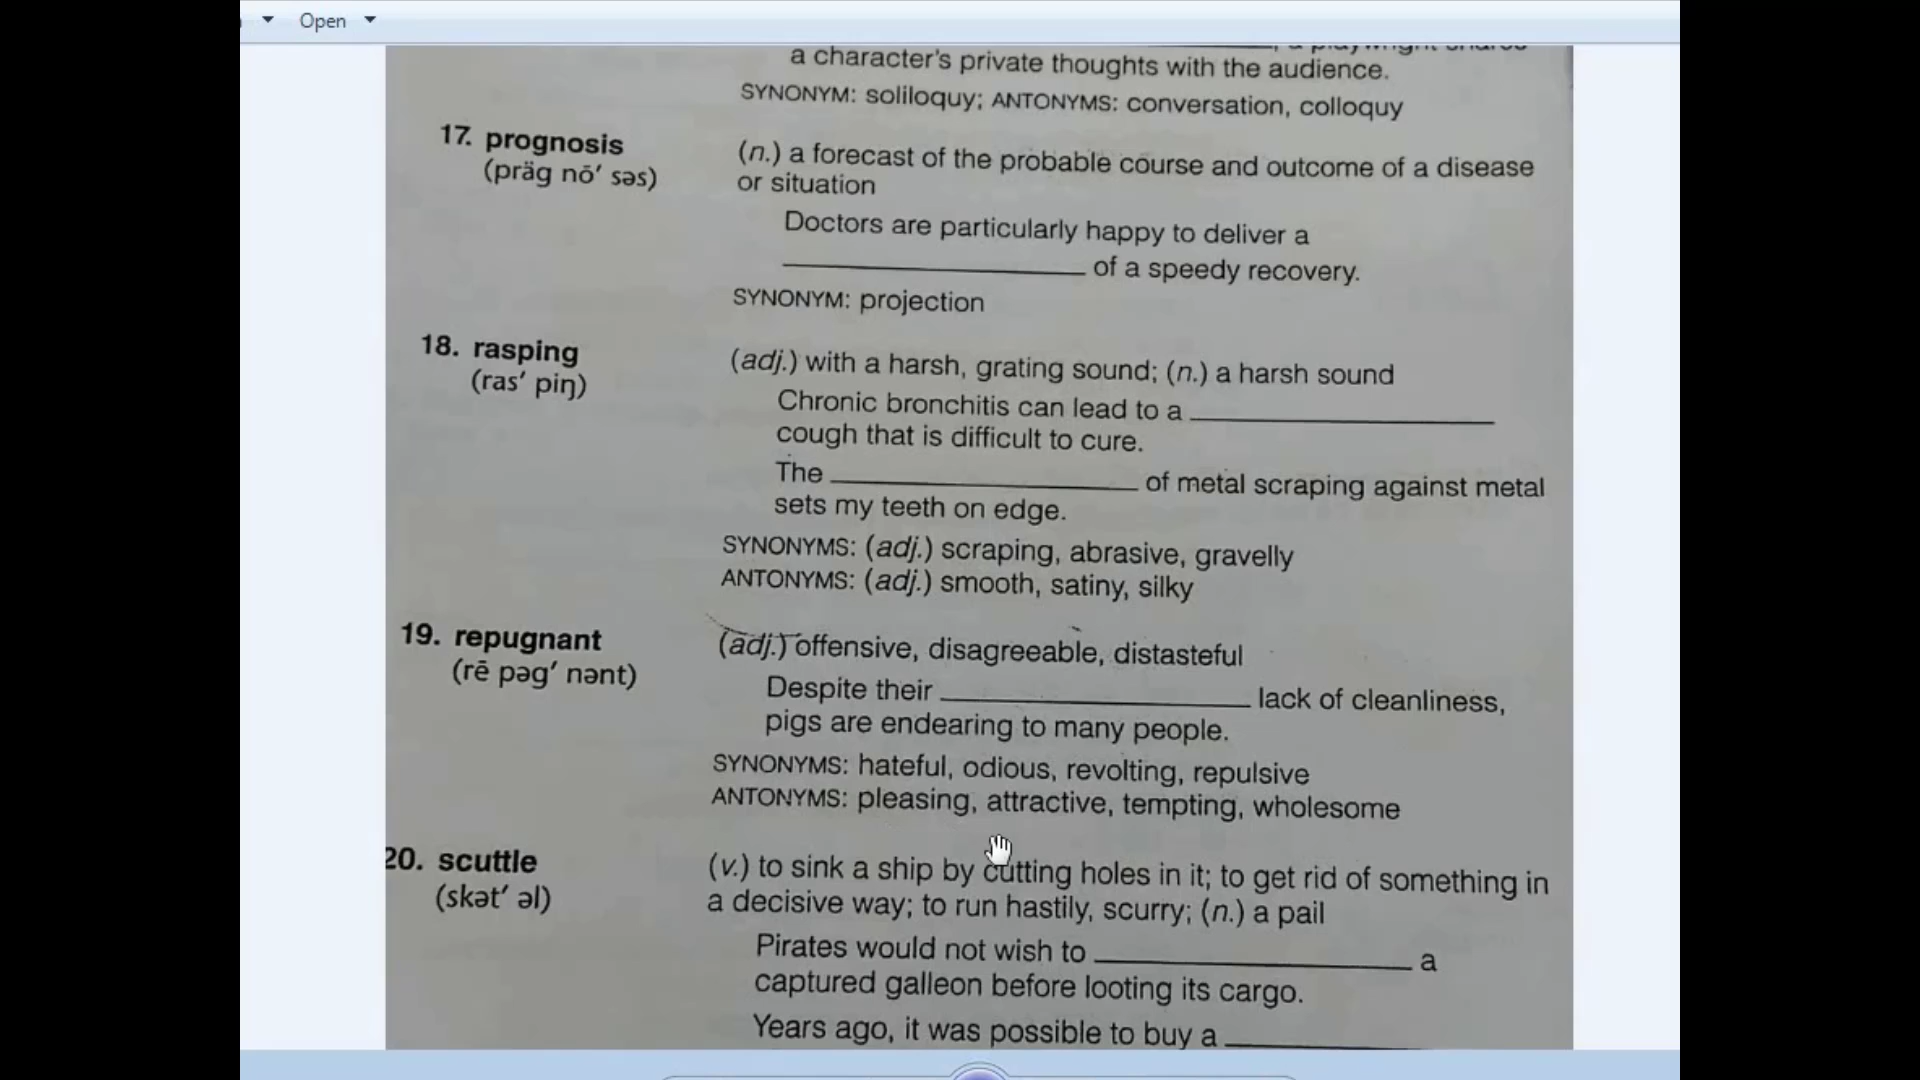 Open
a character's private thoughts with the audience.
SYNONYM: soliloquy; ANTONYMS: conversation, colloquy
17. prognosis
(präg nō′ səs)
(n.) a forecast of the probable course and outcome of a disease
or situation
Doctors are particularly happy to deliver a
of a speedy recovery.
SYNONYM: projection
18. rasping
(ras′ piŋ)
(adj.) with a harsh, grating sound; (n.) a harsh sound
Chronic bronchitis can lead to a
cough that is difficult to cure.
The of metal scraping against metal
sets my teeth on edge.
SYNONYMS: (adj.) scraping, abrasive, gravelly
ANTONYMS: (adj.) smooth, satiny, silky
19. repugnant
(rē pəg′ nənt)
(adj.) offensive, disagreeable, distasteful
Despite their lack of cleanliness,
pigs are endearing to many people.
SYNONYMS: hateful, odious, revolting, repulsive
ANTONYMS: pleasing, attractive, tempting, wholesome
20. scuttle
(skət′ əl)
(v.) to sink a ship by cutting holes in it; to get rid of something in
a decisive way; to run hastily, scurry; (n.) a pail
Pirates would not wish to a
captured galleon before looting its cargo.
Years ago, it was possible to buy a